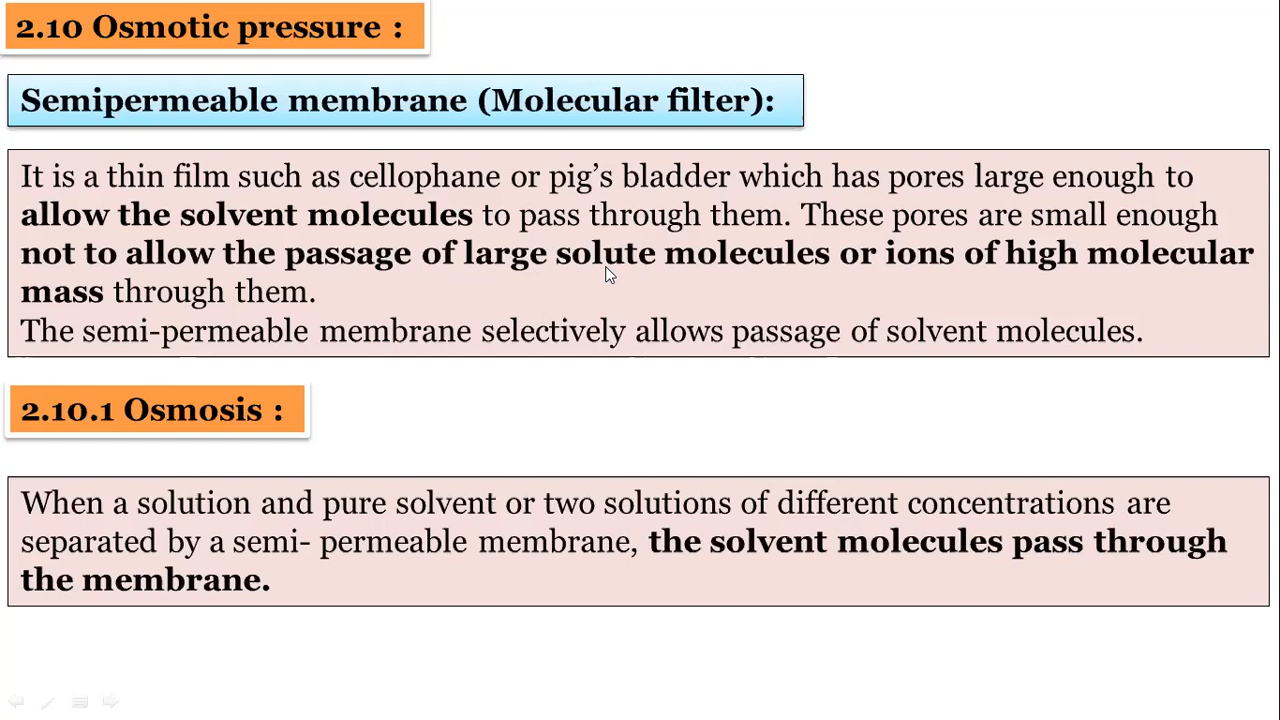 2.10 Osmotic pressure :
Semipermeable membrane (Molecular filter):
It is a thin film such as cellophane or pig’s bladder which has pores large enough to
allow the solvent molecules to pass through them. These pores are small enough
not to allow the passage of large solute molecules or ions of high molecular
mass through them.
The semi-permeable membrane selectively allows passage of solvent molecules.
2.10.1 Osmosis :
When a solution and pure solvent or two solutions of different concentrations are
separated by a semi- permeable membrane, the solvent molecules pass through
the membrane.